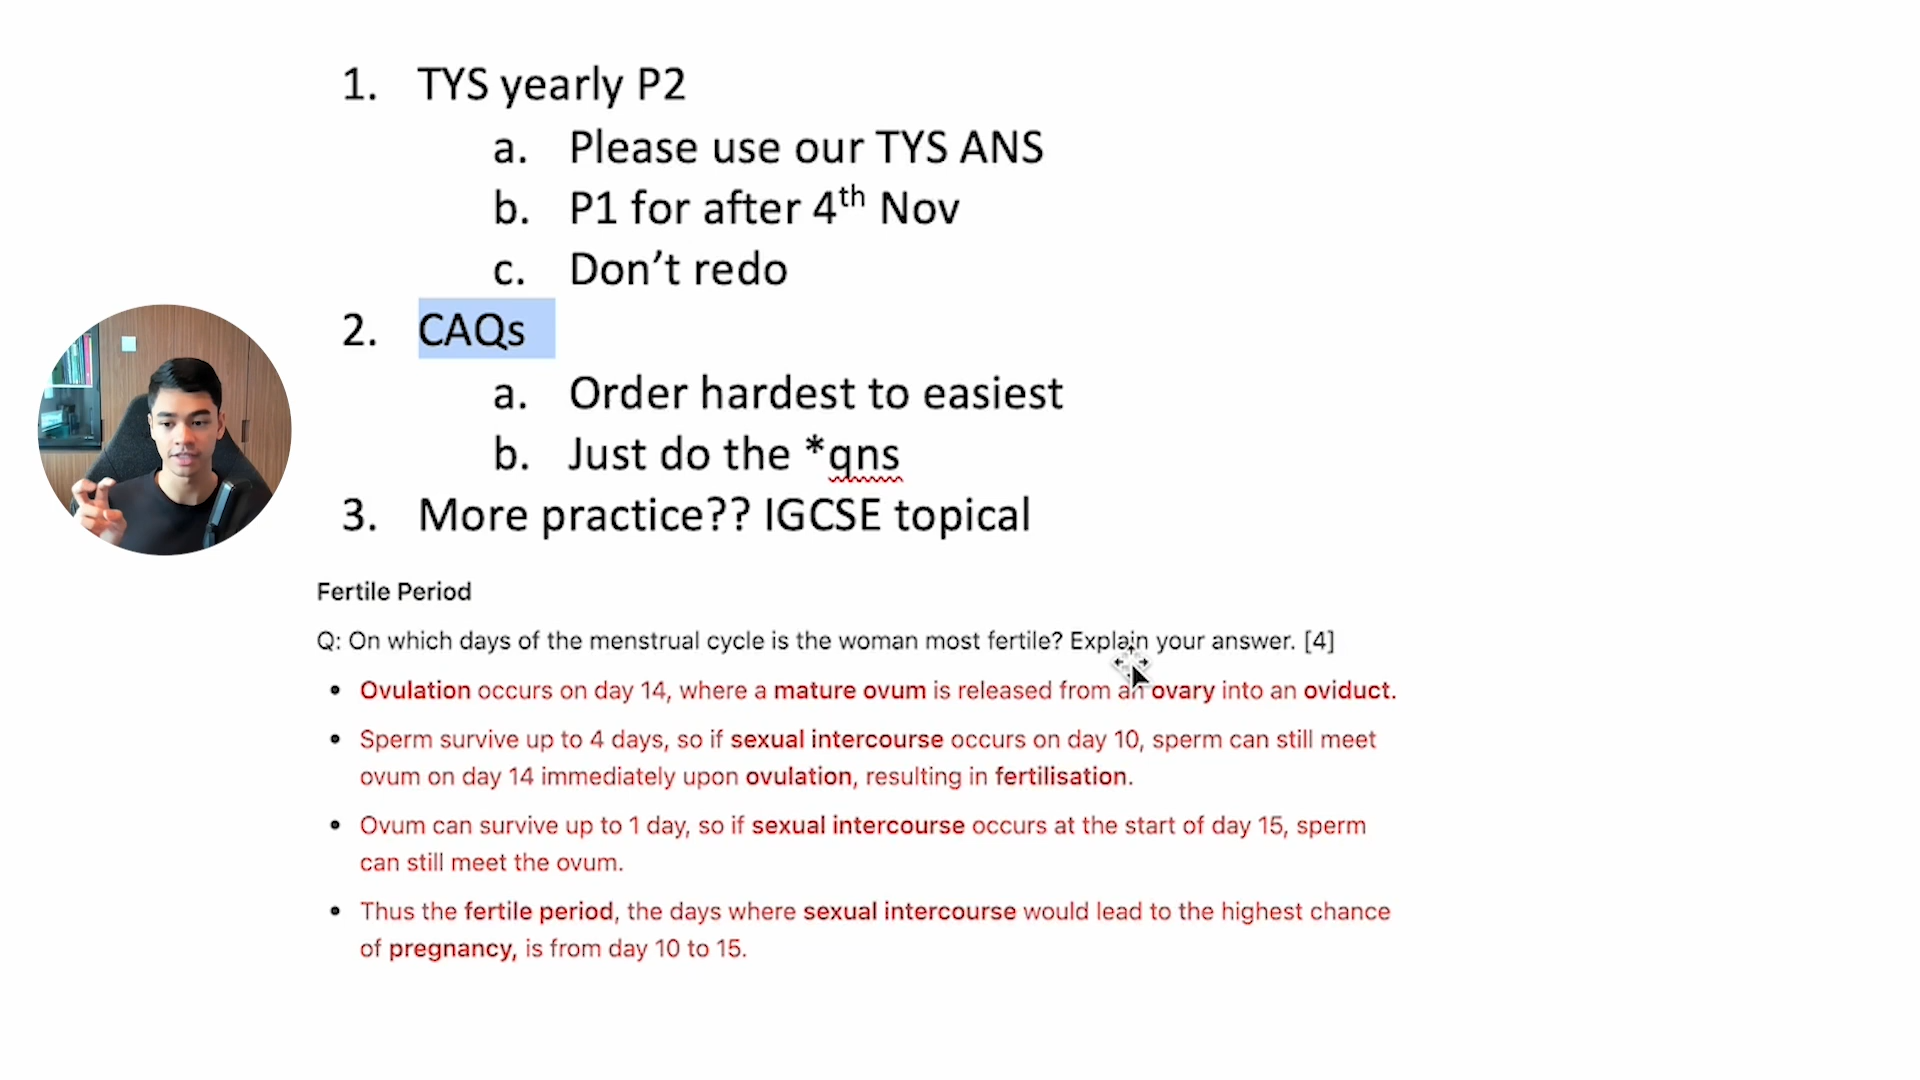 1. TYS yearly P2
a. Please use our TYS ANS
b. P1 for after 4th Nov
c. Don’t redo
2. CAQs
a. Order hardest to easiest
b. Just do the *qns
3. More practice?? IGCSE topical
Fertile Period
Q: On which days of the menstrual cycle is the woman most fertile? Explain your answer. [4]
• Ovulation occurs on day 14, where a mature ovum is released from an ovary into an oviduct.
• Sperm survive up to 4 days, so if sexual intercourse occurs on day 10, sperm can still meet
ovum on day 14 immediately upon ovulation, resulting in fertilisation.
• Ovum can survive up to 1 day, so if sexual intercourse occurs at the start of day 15, sperm
can still meet the ovum.
• Thus the fertile period, the days where sexual intercourse would lead to the highest chance
of pregnancy, is from day 10 to 15.